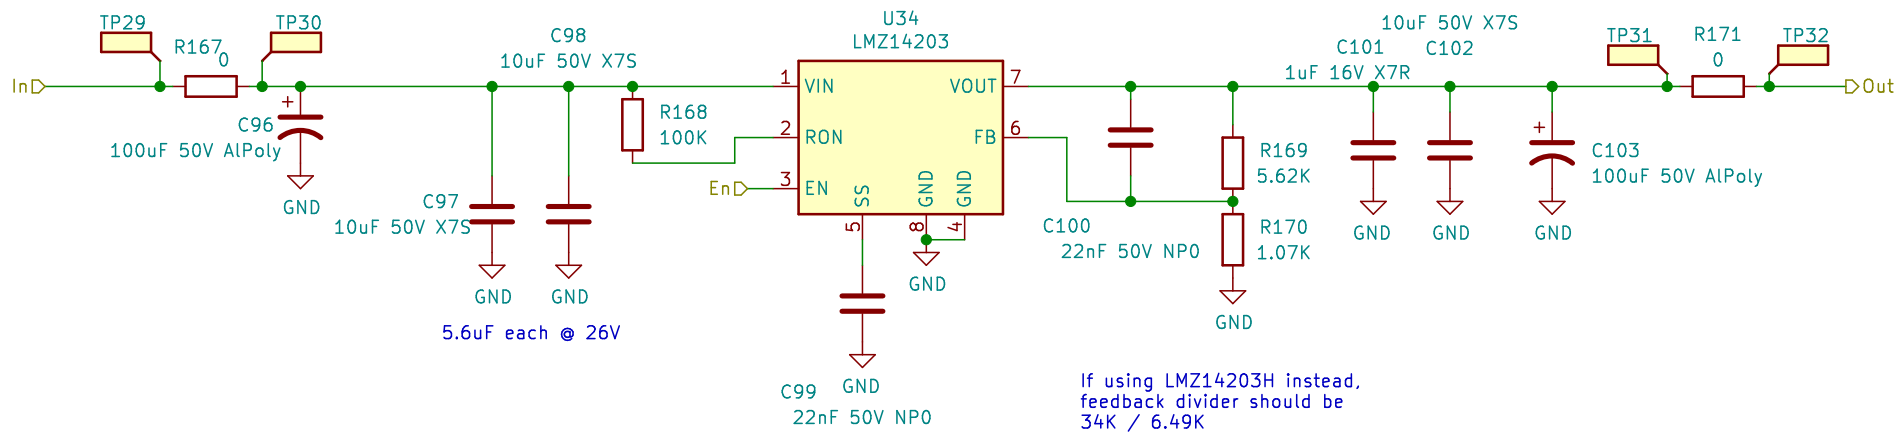 TP29
TP30
R167
0
In
C96
100uF 50V AlPoly
GND
C98
10uF 50V X7S
C97
10uF 50V X7S
GND
GND
5.6uF each @ 26V
R168
100K
En
U34
LMZ14203
1
VIN
2
RON
3
EN
VOUT
7
FB
6
SS
GND
GND
5
8
4
GND
GND
C99
22nF 50V NP0
C100
22nF 50V NP0
R169
5.62K
R170
1.07K
GND
10uF 50V X7S
C101
C102
1uF 16V X7R
GND
GND
C103
100uF 50V AlPoly
GND
TP31
R171
0
TP32
Out
If using LMZ14203H instead,
feedback divider should be
34K / 6.49K